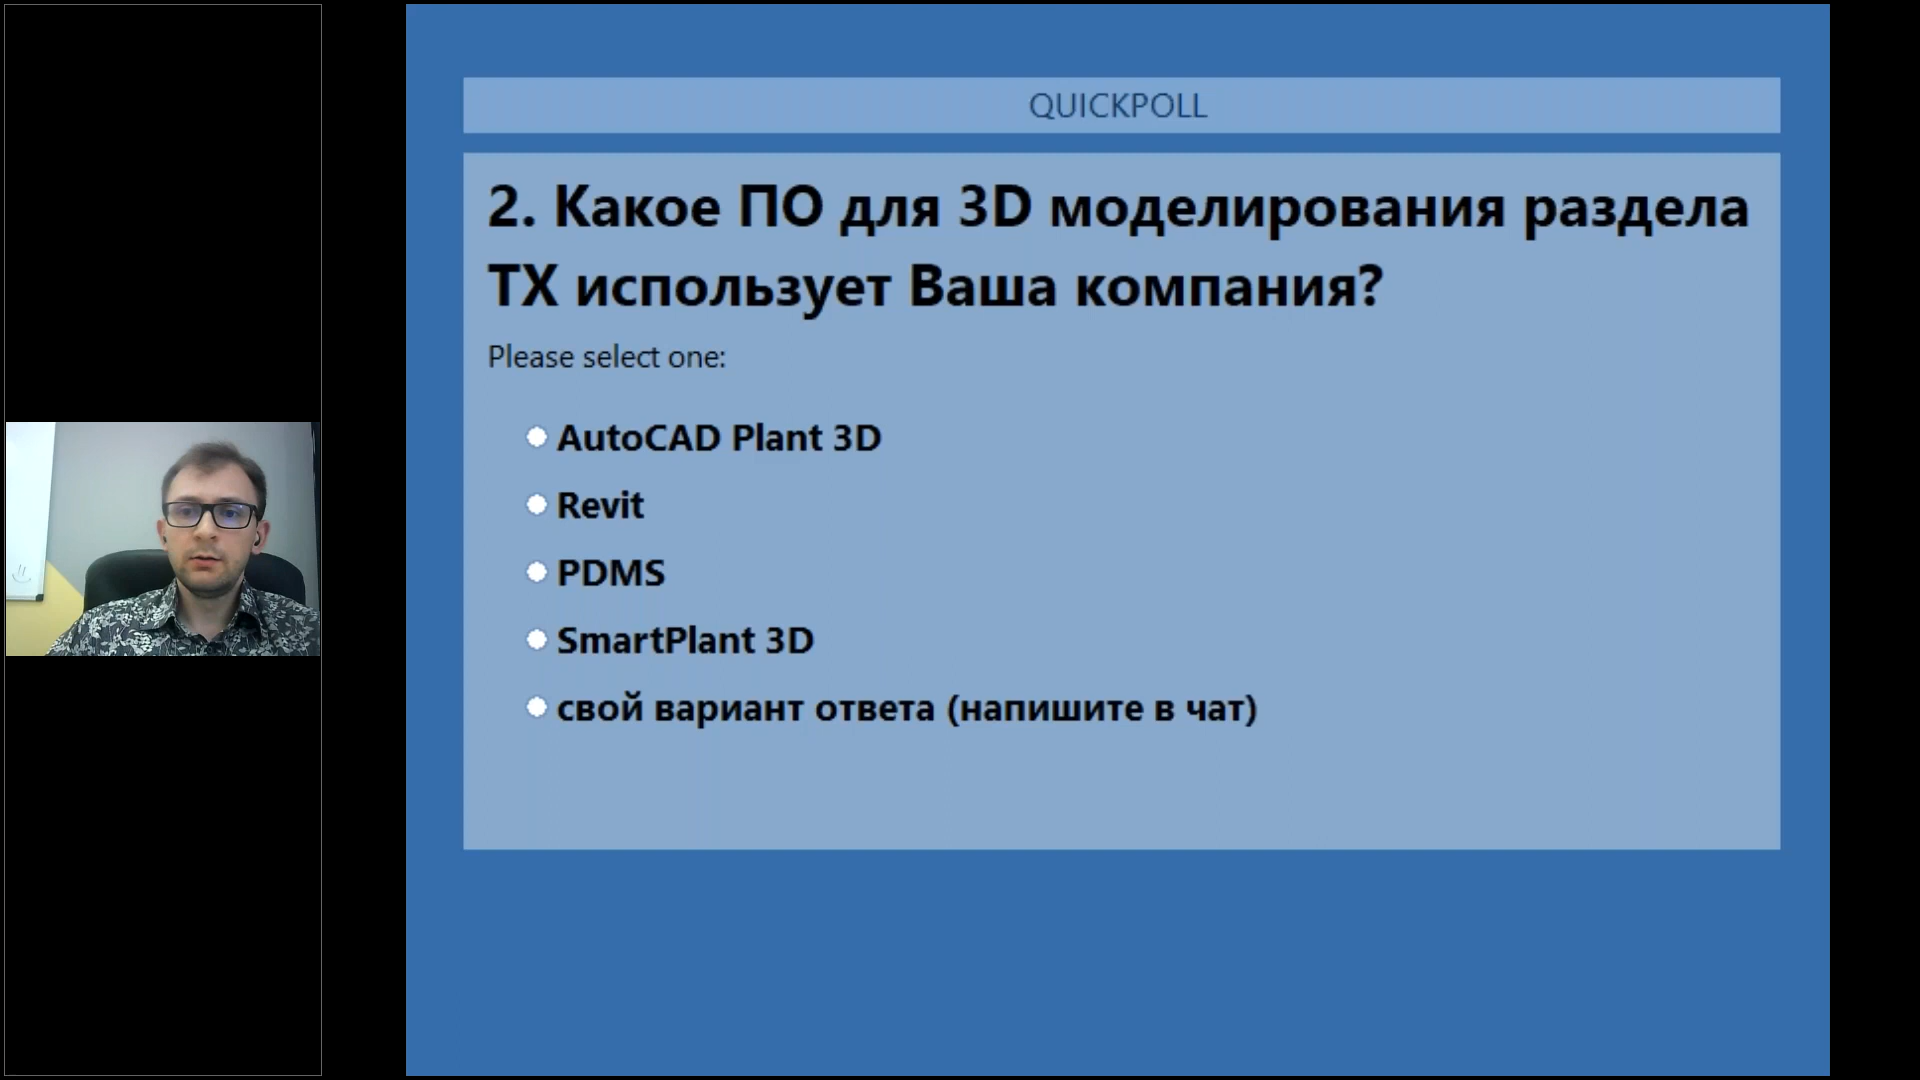 QUICKPOLL
2. Какое ПО для 3D моделирования раздела
ТХ использует Ваша компания?
Please select one:
AutoCAD Plant 3D
Revit
PDMS
SmartPlant 3D
свой вариант ответа (напишите в чат)